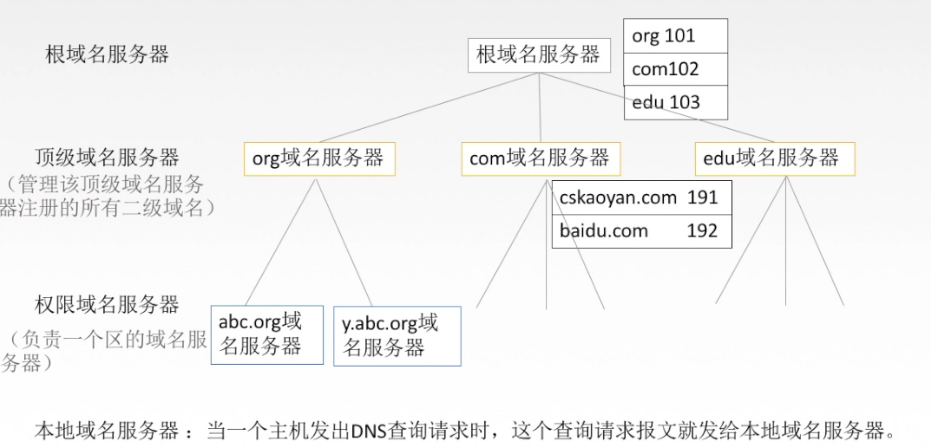 根域名服务器
根域名服务器
org 101
com102
edu 103
顶级域名服务器
（管理该顶级域名服务
器注册的所有二级域名）
org域名服务器
com域名服务器
edu域名服务器
cskaoyan.com 191
baidu.com 192
权限域名服务器
（负责一个区的域名服
务器）
abc.org域
名服务器
y.abc.org域
名服务器
本地域名服务器：当一个主机发出DNS查询请求时，这个查询请求报文就发给本地域名服务器。